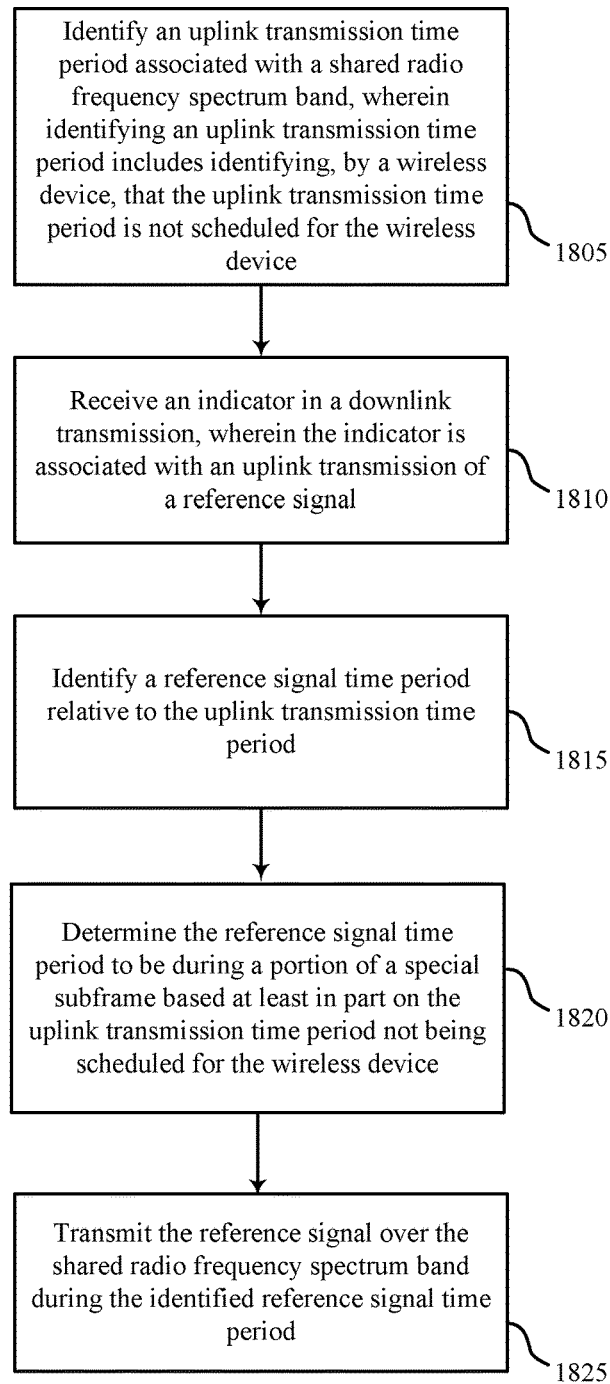 Identify an uplink transmission time
period associated with a shared radio
frequency spectrum band, wherein
identifying an uplink transmission time
period includes identifying, by a wireless
device, that the uplink transmission time
period is not scheduled for the wireless
device
1805
Receive an indicator in a downlink
transmission, wherein the indicator is
associated with an uplink transmission of
a reference signal
1810
Identify a reference signal time period
relative to the uplink transmission time
period
1815
Determine the reference signal time
period to be during a portion of a special
subframe based at least in part on the
uplink transmission time period not being
scheduled for the wireless device
1820
Transmit the reference signal over the
shared radio frequency spectrum band
during the identified reference signal time
period
1825